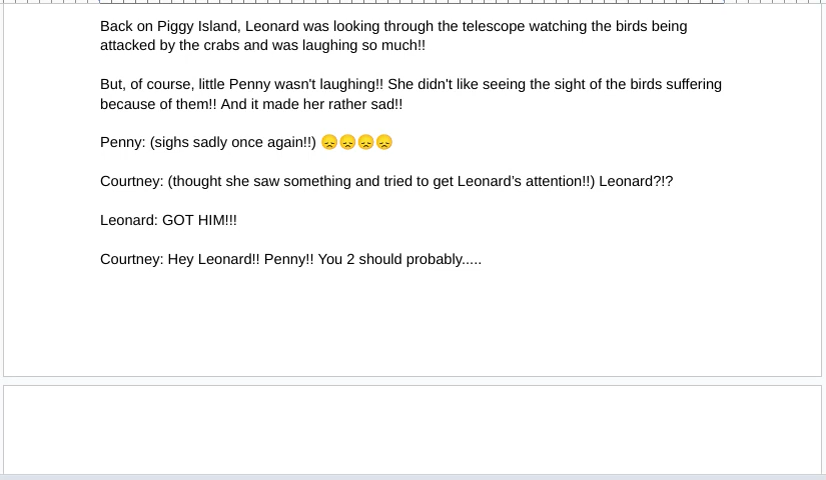 Back on Piggy Island, Leonard was looking through the telescope watching the birds being
attacked by the crabs and was laughing so much!!
But, of course, little Penny wasn't laughing!! She didn't like seeing the sight of the birds suffering
because of them!! And it made her rather sad!!
Penny: (sighs sadly once again!!) 😞😞😞😞
Courtney: (thought she saw something and tried to get Leonard’s attention!!) Leonard?!?
Leonard: GOT HIM!!!
Courtney: Hey Leonard!! Penny!! You 2 should probably.....